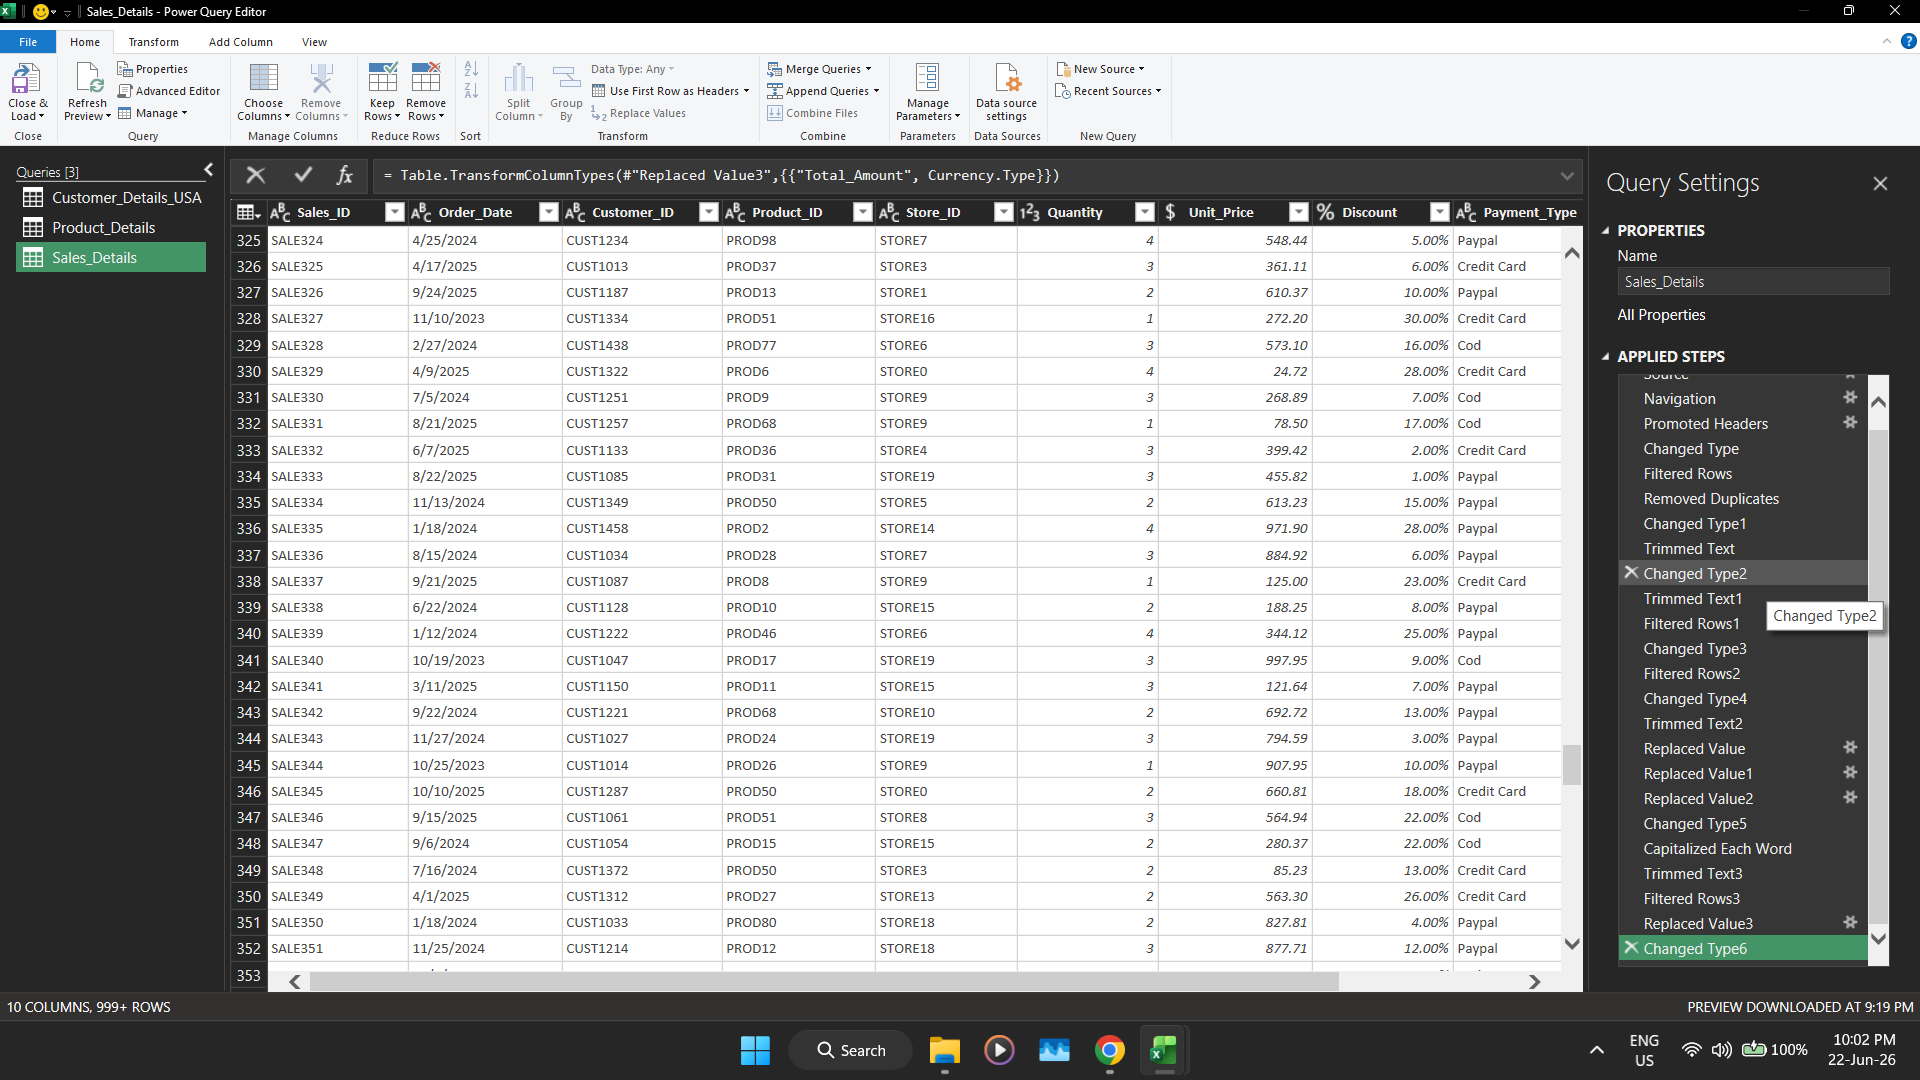 Sales_Details - Power Query Editor
File Home Transform Add Column View
Close & Load
Close
Refresh Preview
Properties
Advanced Editor
Manage
Query
Choose Columns
Remove Columns
Manage Columns
Keep Rows
Remove Rows
Reduce Rows
Sort
Split Column
Group By
Data Type: Any
Use First Row as Headers
Replace Values
Transform
Merge Queries
Append Queries
Combine Files
Combine
Manage Parameters
Parameters
Data source settings
Data Sources
New Source
Recent Sources
New Query
Queries [3]
Customer_Details_USA
Product_Details
Sales_Details
fx
= Table.TransformColumnTypes(#"Replaced Value3",{{"Total_Amount", Currency.Type}})
Sales_ID Order_Date Customer_ID Product_ID Store_ID Quantity Unit_Price Discount Payment_Type
325 SALE324 4/25/2024 CUST1234 PROD98 STORE7 4 548.44 5.00% Paypal
326 SALE325 4/17/2025 CUST1013 PROD37 STORE3 3 361.11 6.00% Credit Card
327 SALE326 9/24/2025 CUST1187 PROD13 STORE1 2 610.37 10.00% Paypal
328 SALE327 11/10/2023 CUST1334 PROD51 STORE16 1 272.20 30.00% Credit Card
329 SALE328 2/27/2024 CUST1438 PROD77 STORE6 3 573.10 16.00% Cod
330 SALE329 4/9/2025 CUST1322 PROD6 STORE0 4 24.72 28.00% Credit Card
331 SALE330 7/5/2024 CUST1251 PROD9 STORE9 3 268.89 7.00% Cod
332 SALE331 8/21/2025 CUST1257 PROD68 STORE9 1 78.50 17.00% Cod
333 SALE332 6/7/2025 CUST1133 PROD36 STORE4 3 399.42 2.00% Credit Card
334 SALE333 8/22/2025 CUST1085 PROD31 STORE19 3 455.82 1.00% Paypal
335 SALE334 11/13/2024 CUST1349 PROD50 STORE5 2 613.23 15.00% Paypal
336 SALE335 1/18/2024 CUST1458 PROD2 STORE14 4 971.90 28.00% Paypal
337 SALE336 8/15/2024 CUST1034 PROD28 STORE7 3 884.92 6.00% Paypal
338 SALE337 9/21/2025 CUST1087 PROD8 STORE9 1 125.00 23.00% Credit Card
339 SALE338 6/22/2024 CUST1128 PROD10 STORE15 2 188.25 8.00% Paypal
340 SALE339 1/12/2024 CUST1222 PROD46 STORE6 4 344.12 25.00% Paypal
341 SALE340 10/19/2023 CUST1047 PROD17 STORE19 3 997.95 9.00% Cod
342 SALE341 3/11/2025 CUST1150 PROD11 STORE15 3 121.64 7.00% Paypal
343 SALE342 9/22/2024 CUST1221 PROD68 STORE10 2 692.72 13.00% Paypal
344 SALE343 11/27/2024 CUST1027 PROD24 STORE19 3 794.59 3.00% Paypal
345 SALE344 10/25/2023 CUST1014 PROD26 STORE9 1 907.95 10.00% Paypal
346 SALE345 10/10/2025 CUST1287 PROD50 STORE0 2 660.81 18.00% Credit Card
347 SALE346 9/15/2025 CUST1061 PROD51 STORE8 3 564.94 22.00% Cod
348 SALE347 9/6/2024 CUST1054 PROD15 STORE15 2 280.37 22.00% Cod
349 SALE348 7/16/2024 CUST1372 PROD50 STORE3 2 85.23 13.00% Credit Card
350 SALE349 4/1/2025 CUST1312 PROD27 STORE13 2 563.30 26.00% Credit Card
351 SALE350 1/18/2024 CUST1033 PROD80 STORE18 2 827.81 4.00% Paypal
352 SALE351 11/25/2024 CUST1214 PROD12 STORE18 3 877.71 12.00% Paypal
353
Query Settings
PROPERTIES
Name
Sales_Details
All Properties
APPLIED STEPS
Source
Navigation
Promoted Headers
Changed Type
Filtered Rows
Removed Duplicates
Changed Type1
Trimmed Text
Changed Type2
Trimmed Text1
Changed Type2
Filtered Rows1
Changed Type3
Filtered Rows2
Changed Type4
Trimmed Text2
Replaced Value
Replaced Value1
Replaced Value2
Changed Type5
Capitalized Each Word
Trimmed Text3
Filtered Rows3
Replaced Value3
Changed Type6
10 COLUMNS, 999+ ROWS
PREVIEW DOWNLOADED AT 9:19 PM
Search
ENG
US
100%
10:02 PM
22-Jun-26